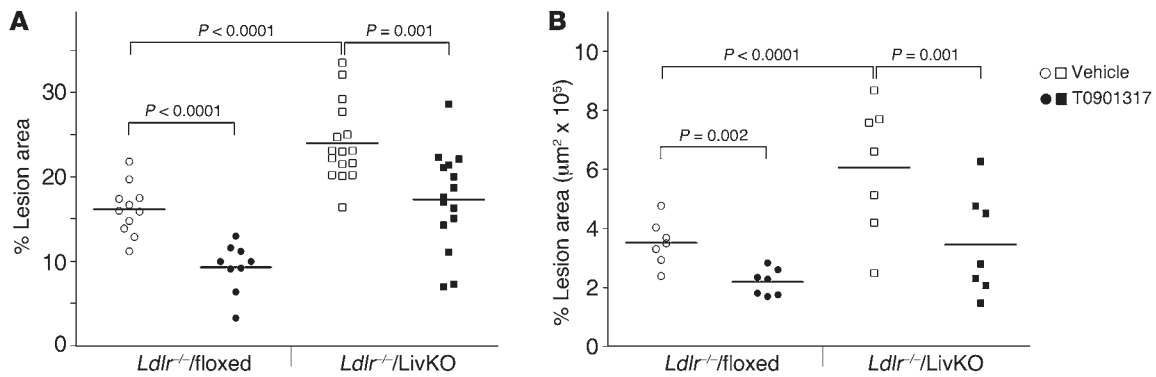 A
P < 0.0001
P = 0.001
P < 0.0001
% Lesion area
30
20
10
0
Ldlr⁻/⁻/floxed
Ldlr⁻/⁻/LivKO
B
P < 0.0001
P = 0.001
P = 0.002
% Lesion area (μm² x 10⁵)
10
8
6
4
2
0
Ldlr⁻/⁻/floxed
Ldlr⁻/⁻/LivKO
Vehicle
T0901317